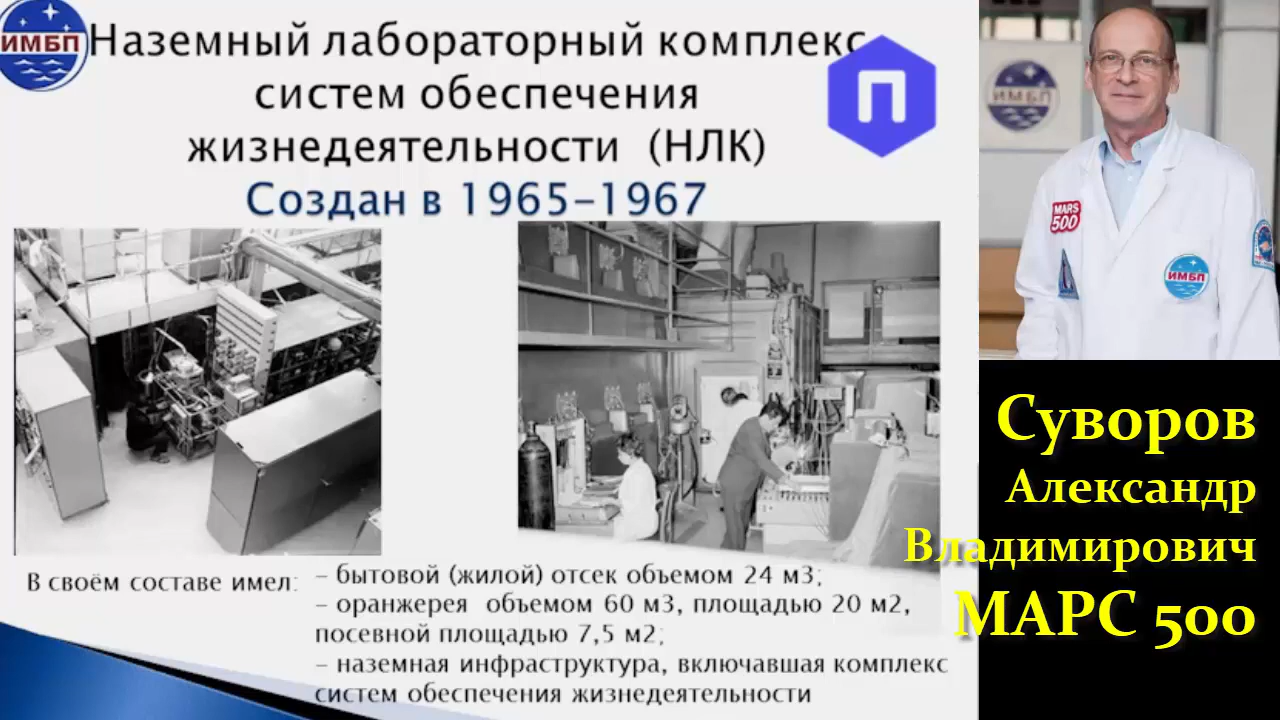 ИМБП
Наземный лабораторный комплекс
систем обеспечения
жизнедеятельности (НЛК)
Создан в 1965-1967
П
В своём составе имел:
– бытовой (жилой) отсек объемом 24 м3;
– оранжерея объемом 60 м3, площадью 20 м2,
посевной площадью 7,5 м2;
– наземная инфраструктура, включавшая комплекс
систем обеспечения жизнедеятельности
ИМБП
MARS
500
ИМБП
Суворов
Александр
Владимирович
МАРС 500